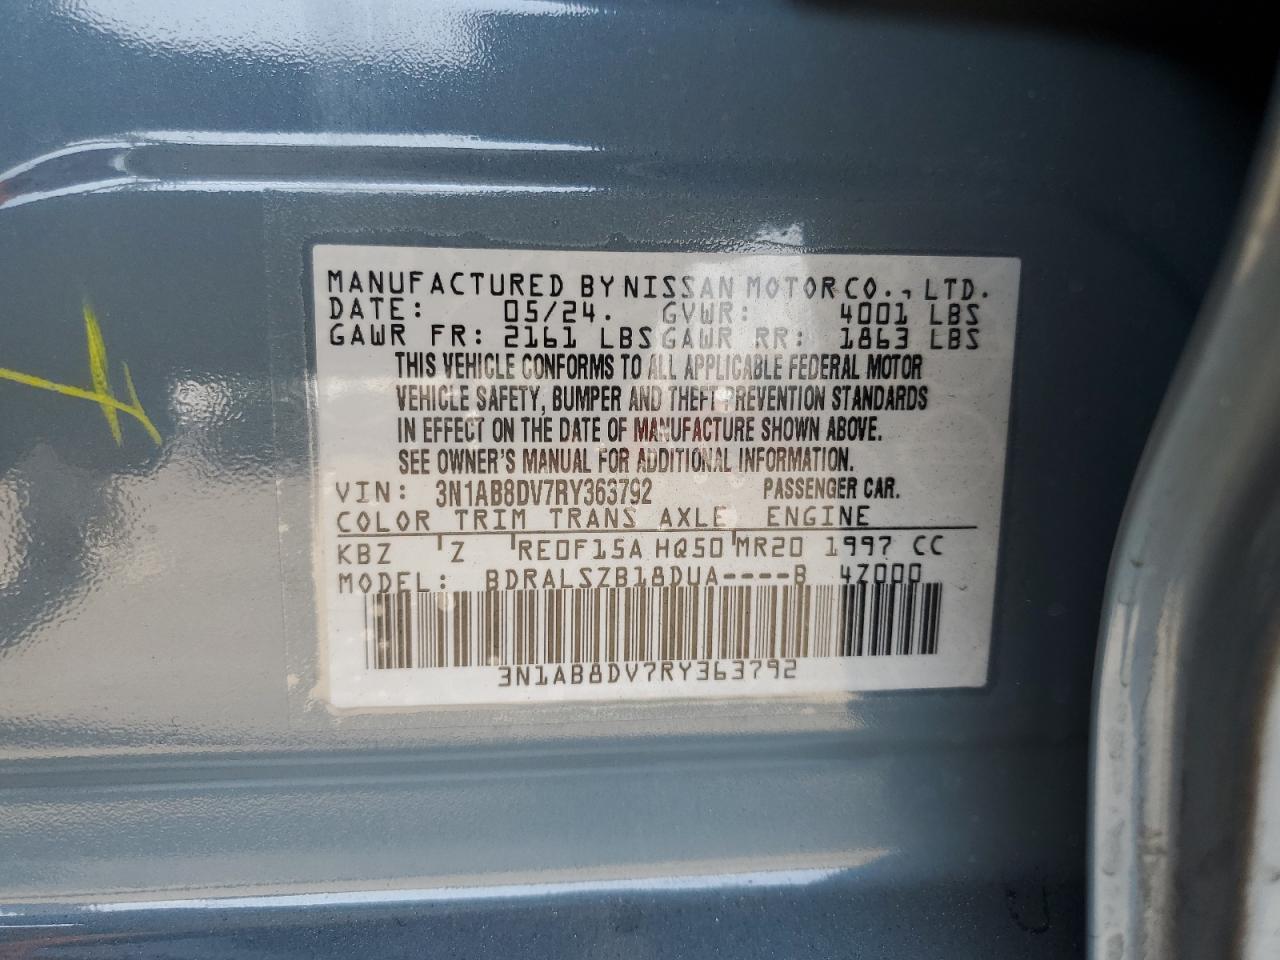 MANUFACTURED BY NISSAN MOTOR CO., LTD.
DATE: 05/24. GVWR: 4001 LBS
GAWR FR: 2161 LBS GAWR RR: 1863 LBS
THIS VEHICLE CONFORMS TO ALL APPLICABLE FEDERAL MOTOR
VEHICLE SAFETY, BUMPER AND THEFT PREVENTION STANDARDS
IN EFFECT ON THE DATE OF MANUFACTURE SHOWN ABOVE.
SEE OWNER'S MANUAL FOR ADDITIONAL INFORMATION.
VIN: 3N1AB8DV7RY363792 PASSENGER CAR.
COLOR TRIM TRANS AXLE ENGINE
KBZ 'Z 'RE0F15A HQ50'MR20 1997 CC
MODEL: BDRALSZB18DUA----B 4Z000
3N1AB8DV7RY363792